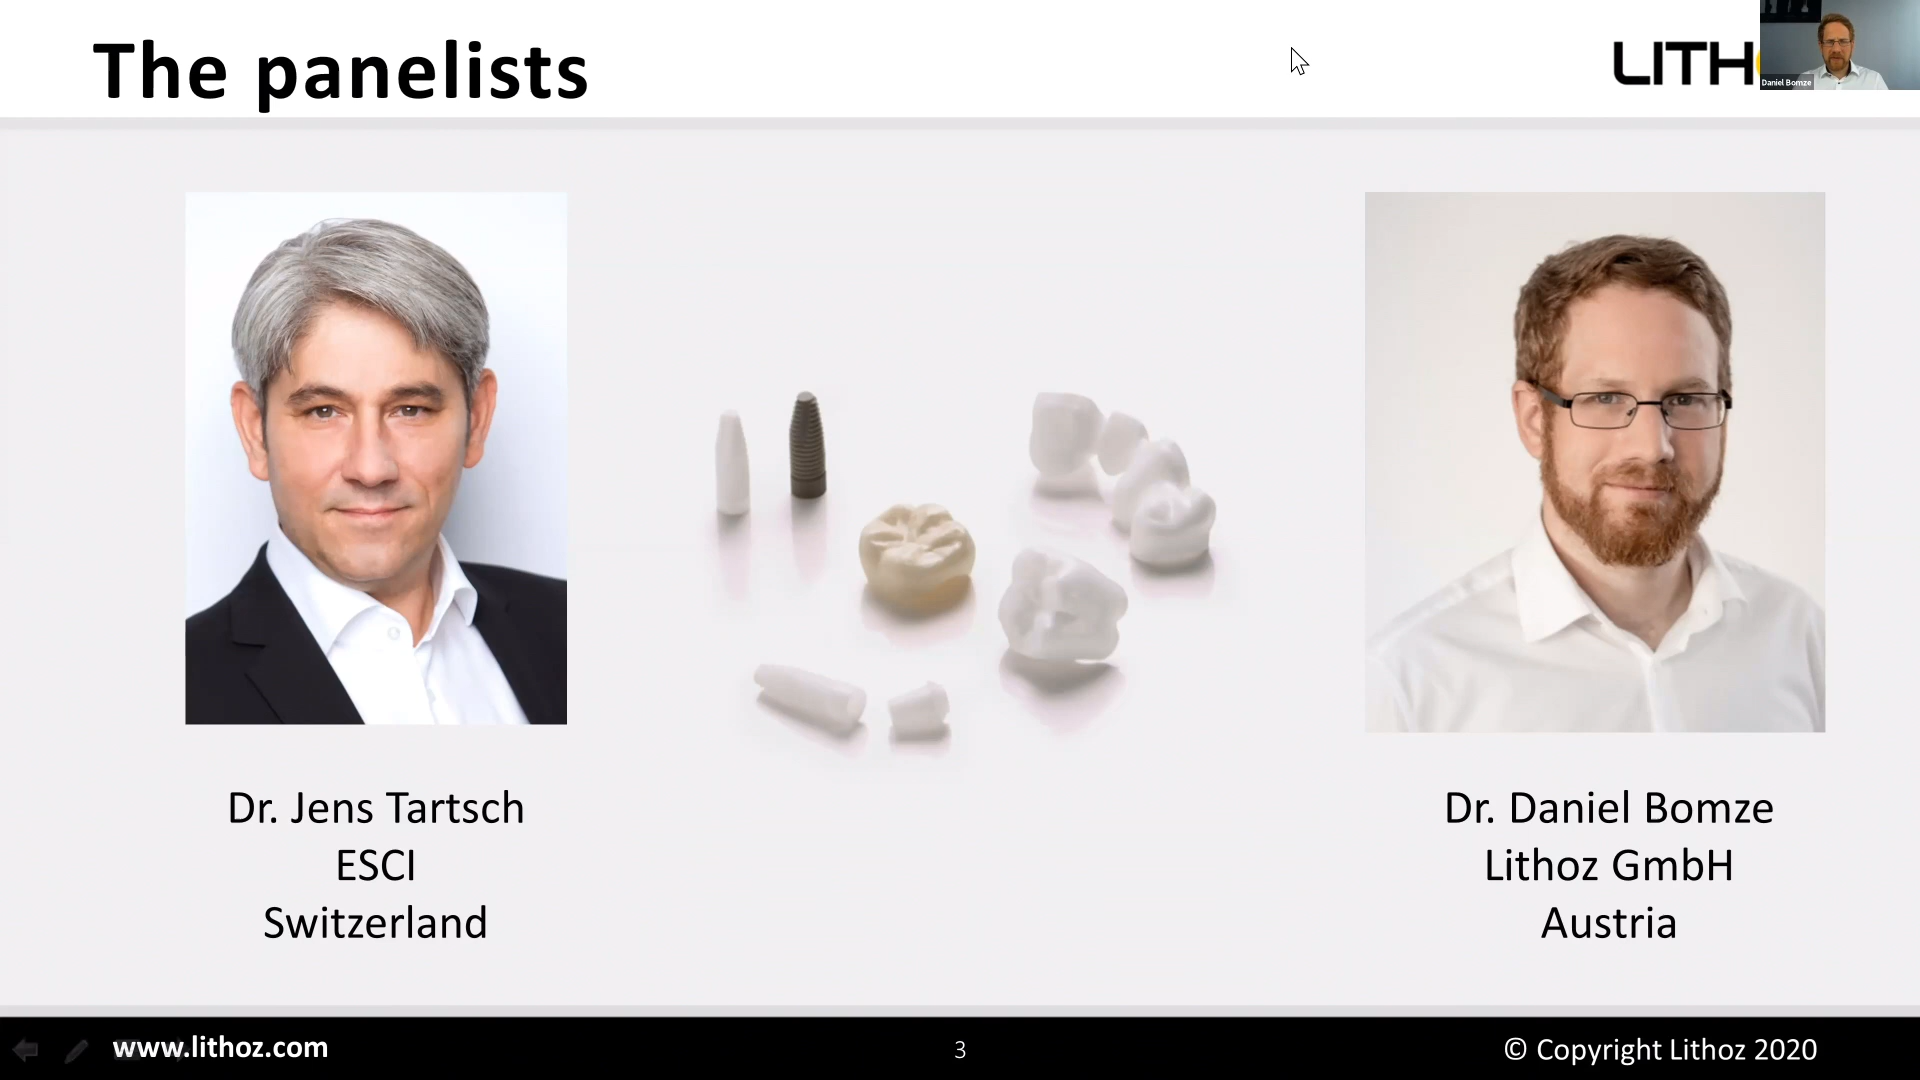 The panelists
LITH
Daniel Bomze
Dr. Jens Tartsch
ESCI
Switzerland
Dr. Daniel Bomze
Lithoz GmbH
Austria
www.lithoz.com
3
© Copyright Lithoz 2020